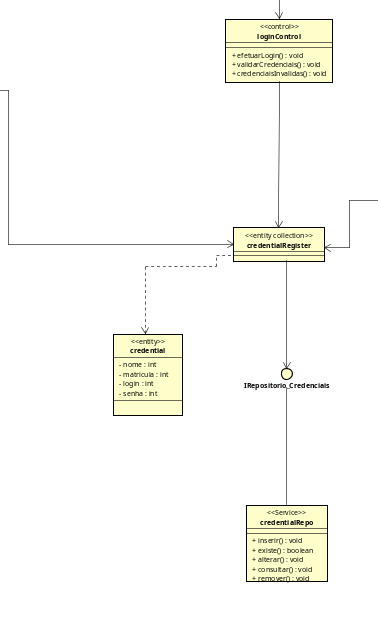 <<control>>
loginControl
+ efetuarLogin() : void
+ validarCredenciais() : void
+ credenciaisInvalidas() : void
<<entity collection>>
credentialRegister
<<entity>>
credential
- nome : int
- matricula : int
- login : int
- senha : int
IRepositorio_Credenciais
<<Service>>
credentialRepo
+ inserir() : void
+ existe() : boolean
+ alterar() : void
+ consultar() : void
+ remover() : void